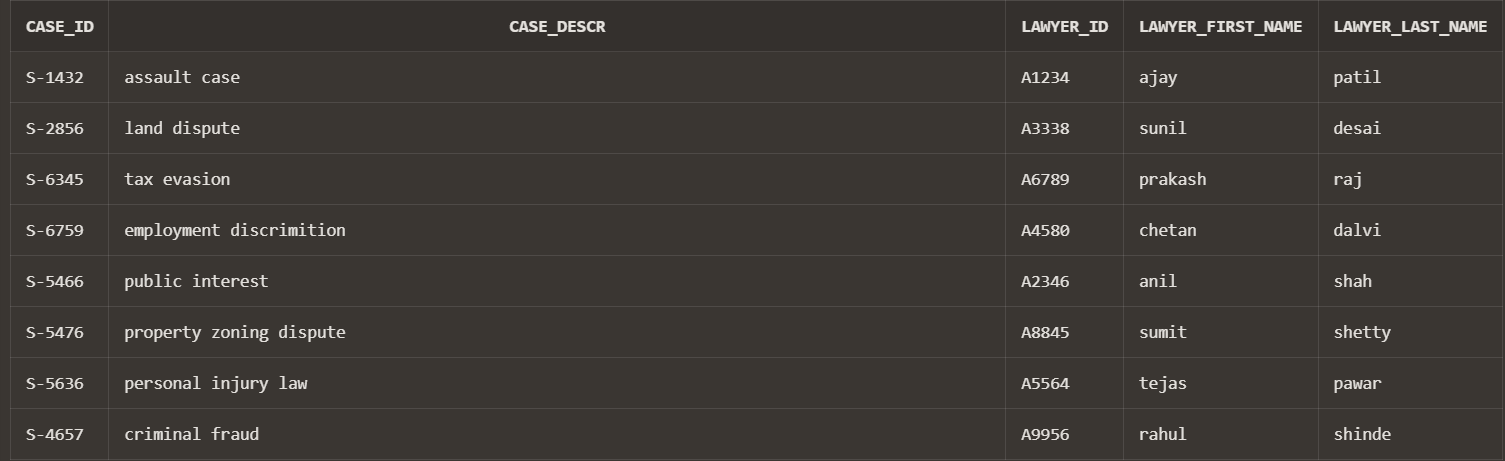 CASE_ID CASE_DESCR LAWYER_ID LAWYER_FIRST_NAME LAWYER_LAST_NAME
S-1432 assault case A1234 ajay patil
S-2856 land dispute A3338 sunil desai
S-6345 tax evasion A6789 prakash raj
S-6759 employment discrimition A4580 chetan dalvi
S-5466 public interest A2346 anil shah
S-5476 property zoning dispute A8845 sumit shetty
S-5636 personal injury law A5564 tejas pawar
S-4657 criminal fraud A9956 rahul shinde